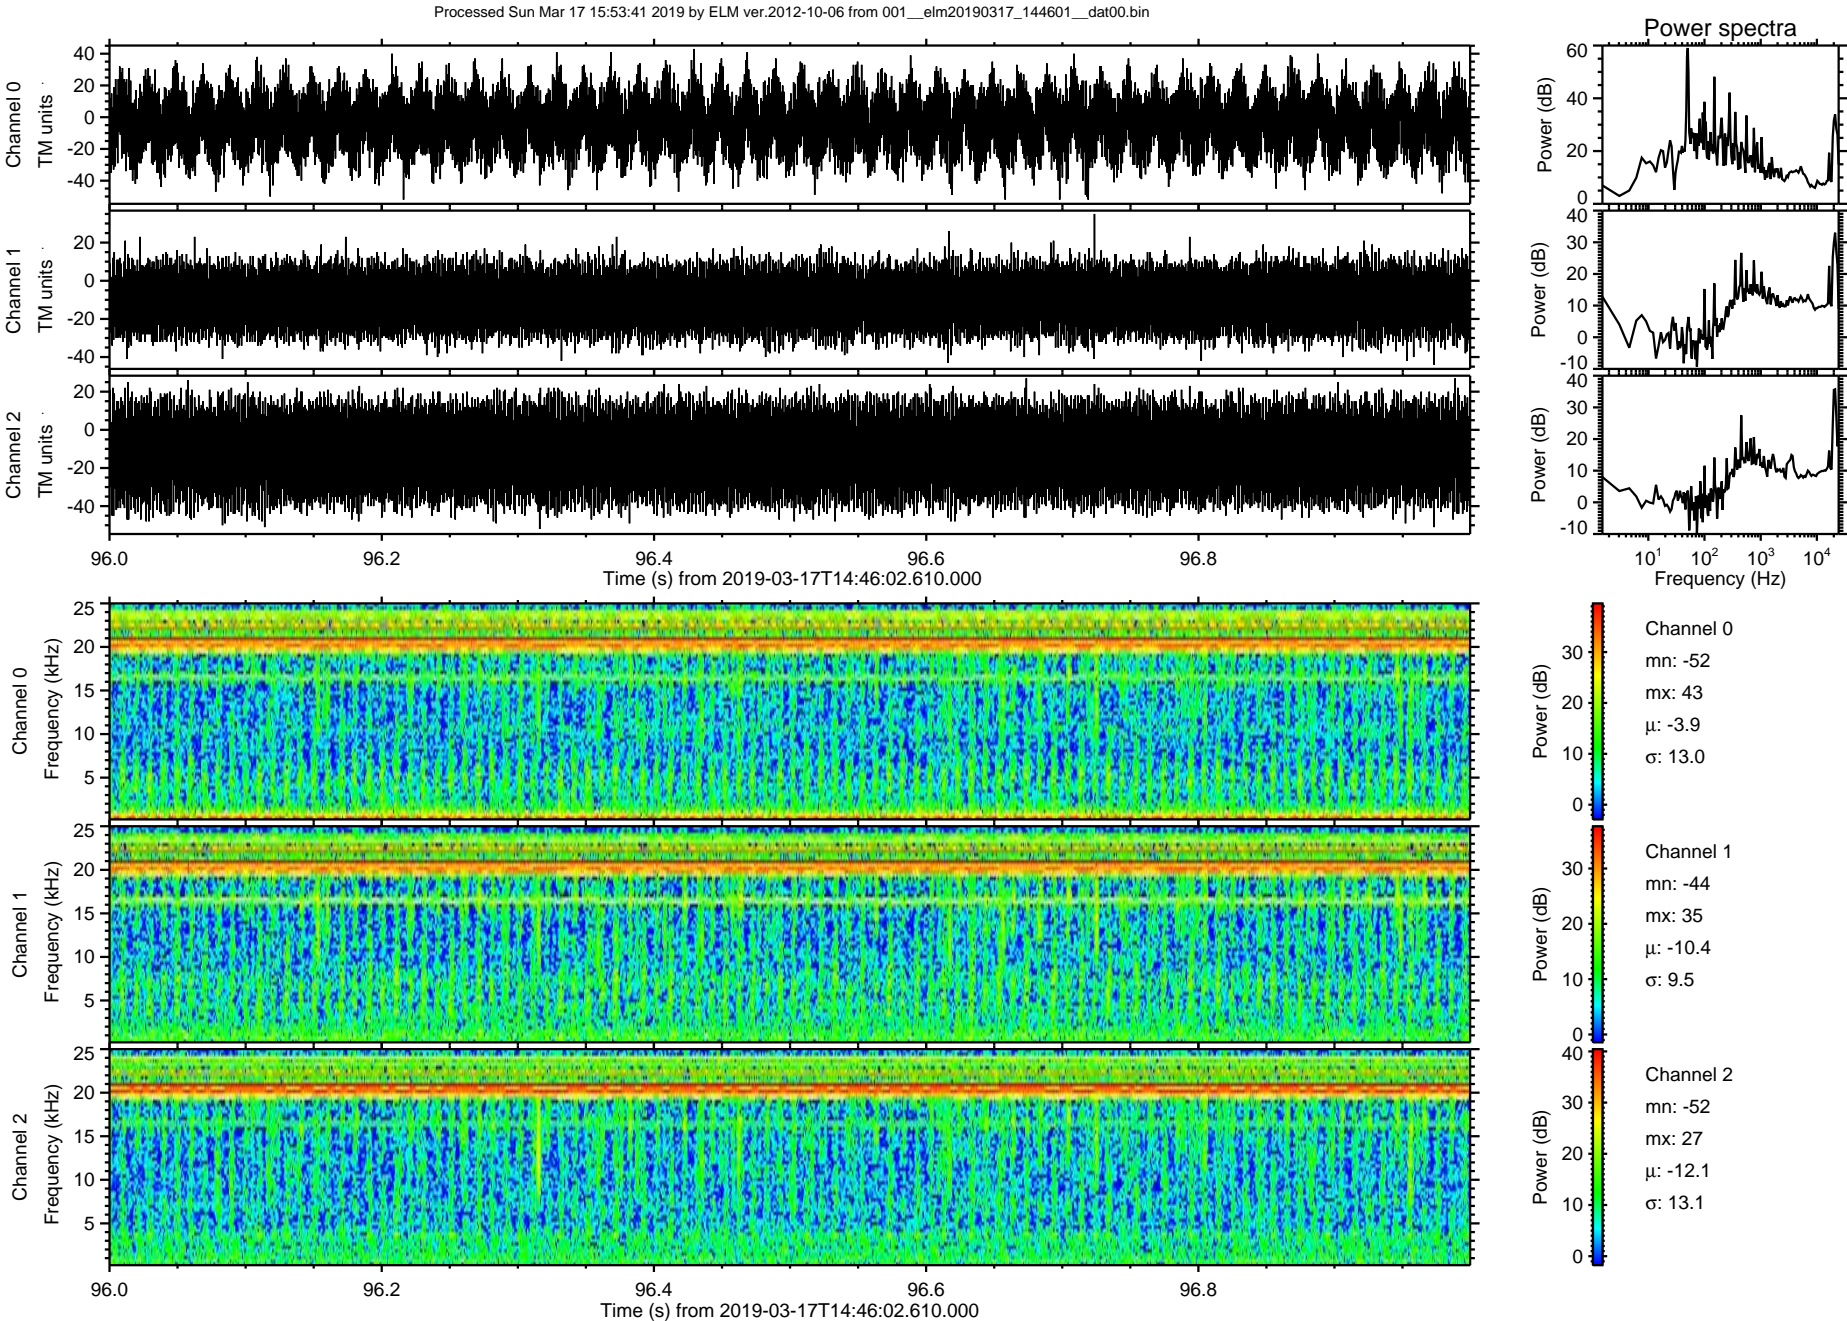 Processed Sun Mar 17 15:53:41 2019 by ELM ver.2012-10-06 from 001__elm20190317_144601__dat00.bin
Power spectra
Channel 0
TM units
40
20
0
-20
-40
Power (dB)
60
40
20
0
Channel 1
TM units
20
0
-20
-40
Power (dB)
40
30
20
10
0
-10
Channel 2
TM units
20
0
-20
-40
Power (dB)
40
30
20
10
0
-10
96.0 96.2 96.4 96.6 96.8
Time (s) from 2019-03-17T14:46:02.610.000
10¹ 10² 10³ 10⁴
Frequency (Hz)
Channel 0
Frequency (kHz)
25
20
15
10
5
Power (dB)
30
20
10
0
Channel 0
mn: -52
mx: 43
µ: -3.9
σ: 13.0
Channel 1
Frequency (kHz)
25
20
15
10
5
Power (dB)
30
20
10
0
Channel 1
mn: -44
mx: 35
µ: -10.4
σ: 9.5
Channel 2
Frequency (kHz)
25
20
15
10
5
Power (dB)
40
30
20
10
0
Channel 2
mn: -52
mx: 27
µ: -12.1
σ: 13.1
96.0 96.2 96.4 96.6 96.8
Time (s) from 2019-03-17T14:46:02.610.000